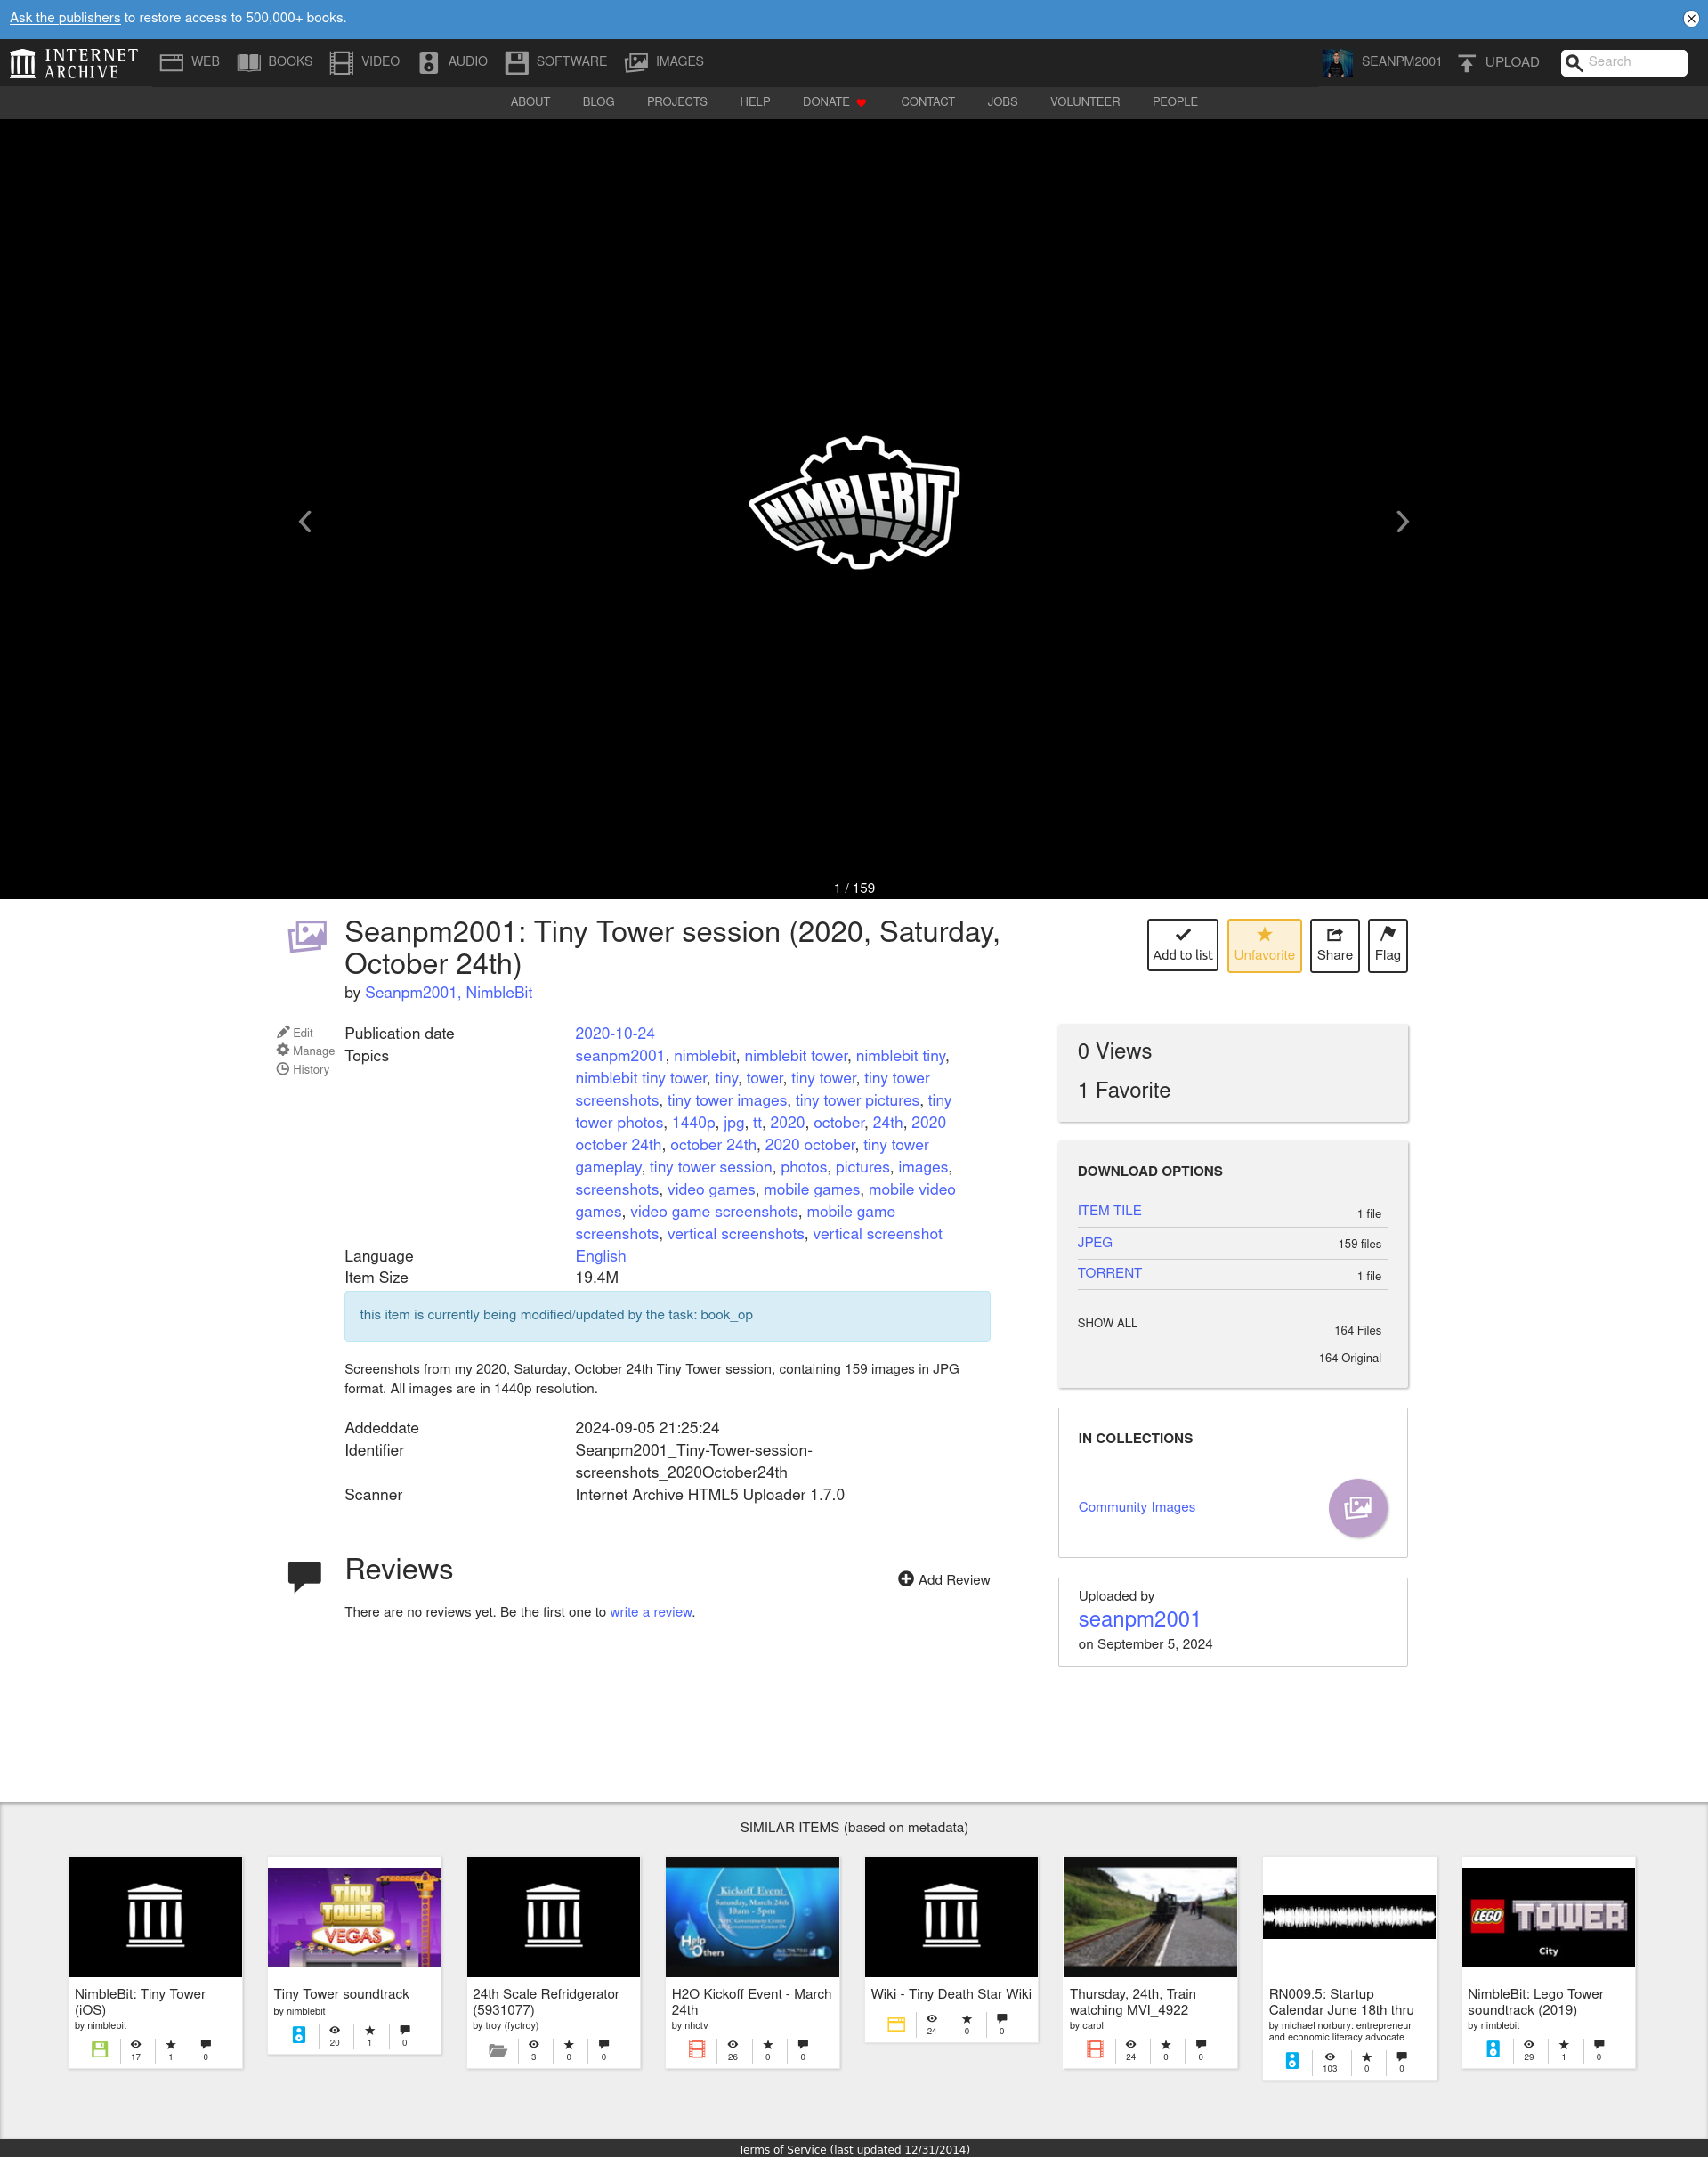 Ask the publishers to restore access to 500,000+ books.
INTERNET ARCHIVE
WEB BOOKS VIDEO AUDIO SOFTWARE IMAGES
SEANPM2001 UPLOAD Search
ABOUT BLOG PROJECTS HELP DONATE CONTACT JOBS VOLUNTEER PEOPLE
NIMBLEBIT
1 / 159
Seanpm2001: Tiny Tower session (2020, Saturday,
October 24th)
by Seanpm2001, NimbleBit
Add to list Unfavorite Share Flag
Edit
Manage
History
Publication date 2020-10-24
Topics seanpm2001, nimblebit, nimblebit tower, nimblebit tiny,
nimblebit tiny tower, tiny, tower, tiny tower, tiny tower
screenshots, tiny tower images, tiny tower pictures, tiny
tower photos, 1440p, jpg, tt, 2020, october, 24th, 2020
october 24th, october 24th, 2020 october, tiny tower
gameplay, tiny tower session, photos, pictures, images,
screenshots, video games, mobile games, mobile video
games, video game screenshots, mobile game
screenshots, vertical screenshots, vertical screenshot
Language English
Item Size 19.4M
this item is currently being modified/updated by the task: book_op
Screenshots from my 2020, Saturday, October 24th Tiny Tower session, containing 159 images in JPG
format. All images are in 1440p resolution.
Addeddate 2024-09-05 21:25:24
Identifier Seanpm2001_Tiny-Tower-session-
screenshots_2020October24th
Scanner Internet Archive HTML5 Uploader 1.7.0
Reviews
Add Review
There are no reviews yet. Be the first one to write a review.
0 Views
1 Favorite
DOWNLOAD OPTIONS
ITEM TILE 1 file
JPEG 159 files
TORRENT 1 file
SHOW ALL 164 Files
164 Original
IN COLLECTIONS
Community Images
Uploaded by
seanpm2001
on September 5, 2024
SIMILAR ITEMS (based on metadata)
NimbleBit: Tiny Tower
(iOS)
by nimblebit
17 1 0
TINY
TOWER
VEGAS
Tiny Tower soundtrack
by nimblebit
20 1 0
24th Scale Refridgerator
(5931077)
by troy (fyctroy)
3 0 0
Kickoff Event
Saturday, March 24th
10am - 3pm
Help
Others
H2O Kickoff Event - March
24th
by nhctv
26 0 0
Wiki - Tiny Death Star Wiki
24 0 0
Thursday, 24th, Train
watching MVI_4922
by carol
24 0 0
RN009.5: Startup
Calendar June 18th thru
by michael norbury: entrepreneur
and economic literacy advocate
103 0 0
LEGO TOWER
City
NimbleBit: Lego Tower
soundtrack (2019)
by nimblebit
29 1 0
Terms of Service (last updated 12/31/2014)